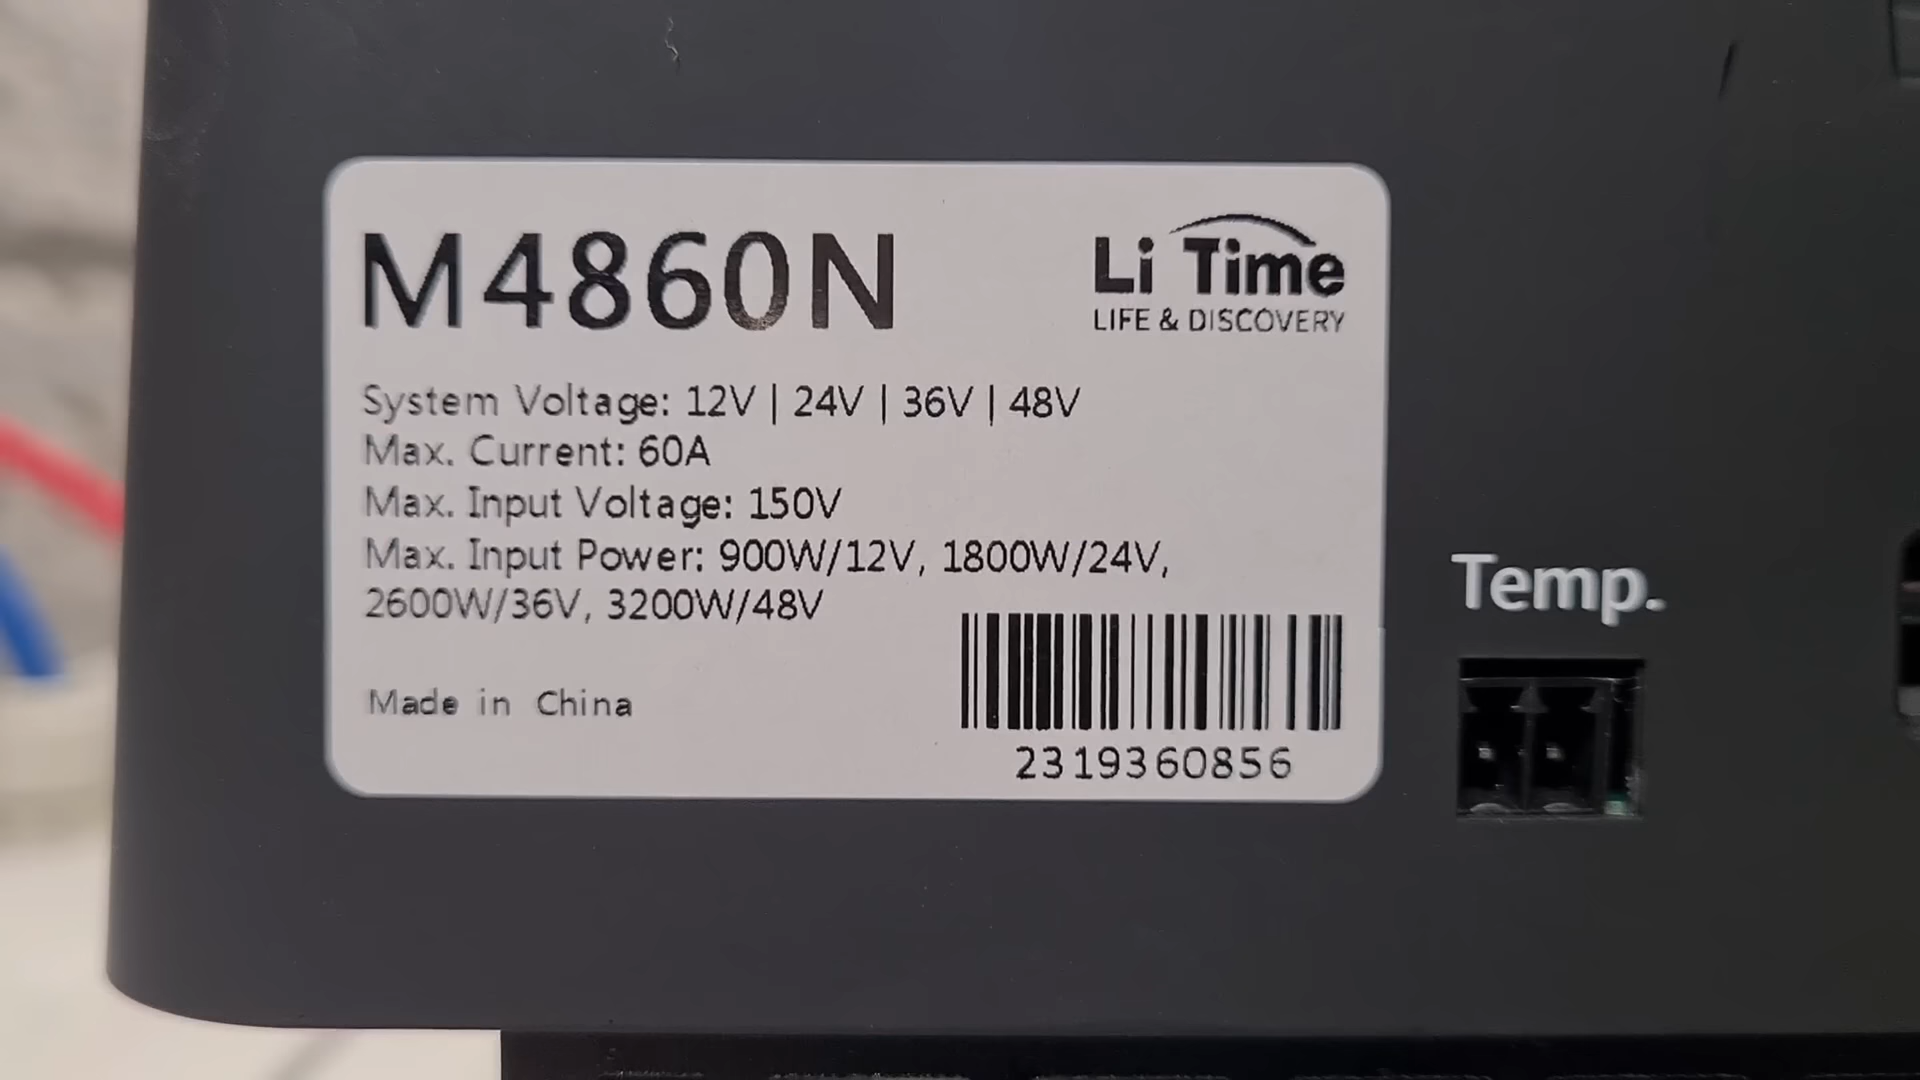 M4860N
Li Time
LIFE & DISCOVERY
System Voltage: 12V | 24V | 36V | 48V
Max. Current: 60A
Max. Input Voltage: 150V
Max. Input Power: 900W/12V, 1800W/24V,
2600W/36V, 3200W/48V
Made in China
2319360856
Temp.